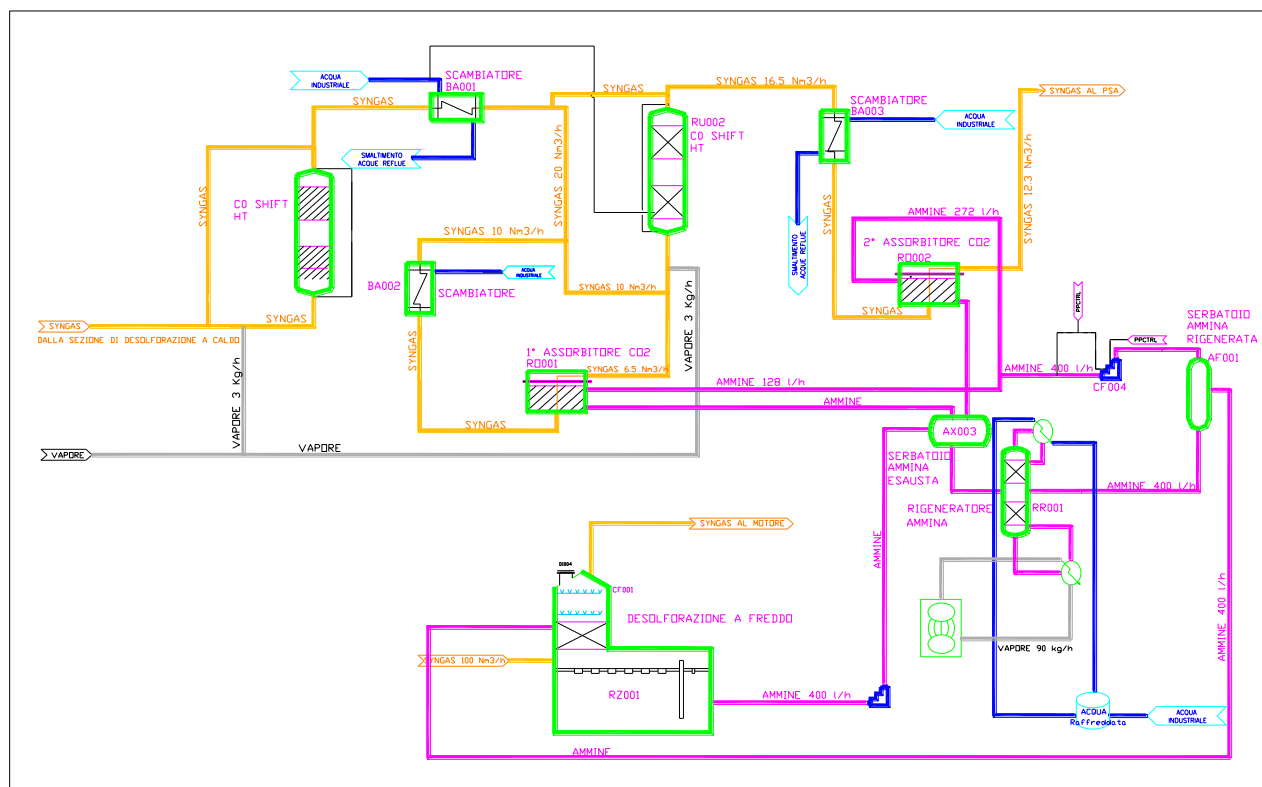 ACQUA
INDUSTRIALE
SCAMBIATORE
BA001
SYNGAS
SYNGAS
SYNGAS 16.5 Nm3/h
SYNGAS AL PSA
SCAMBIATORE
BA003
ACQUA
INDUSTRIALE
RU002
CO SHIFT
HT
SMALTIMENTO
ACQUE REFLUE
SYNGAS
CO SHIFT
HT
SYNGAS 20 Nm3/h
SYNGAS
SYNGAS 12.3 Nm3/h
AMMINE 272 l/h
SYNGAS 10 Nm3/h
2° ASSORBITORE CO2
RO002
SMALTIMENTO
ACQUE REFLUE
BA002
ACQUA
INDUSTRIALE
SCAMBIATORE
SYNGAS 10 Nm3/h
SYNGAS
SYNGAS
SYNGAS
DALLA SEZIONE DI DESOLFORAZIONE A CALDO
SYNGAS
VAPORE 3 Kg/h
PPCTRL
PPCTRL
SERBATOIO
AMMINA
RIGENERATA
AF001
1° ASSORBITORE CO2
RO001
SYNGAS 6.5 Nm3/h
AMMINE 400 l/h
CF004
AMMINE 128 l/h
AMMINE
VAPORE 3 Kg/h
SYNGAS
AX003
VAPORE
VAPORE
SERBATOIO
AMMINA
ESAUSTA
AMMINE 400 l/h
RIGENERATORE
AMMINA
RR001
SYNGAS AL MOTORE
AMMINE
DI004
CF001
DESOLFORAZIONE A FREDDO
SYNGAS 100 Nm3/h
VAPORE 90 kg/h
AMMINE 400 l/h
RZ001
AMMINE 400 l/h
ACQUA
Raffreddata
ACQUA
INDUSTRIALE
AMMINE